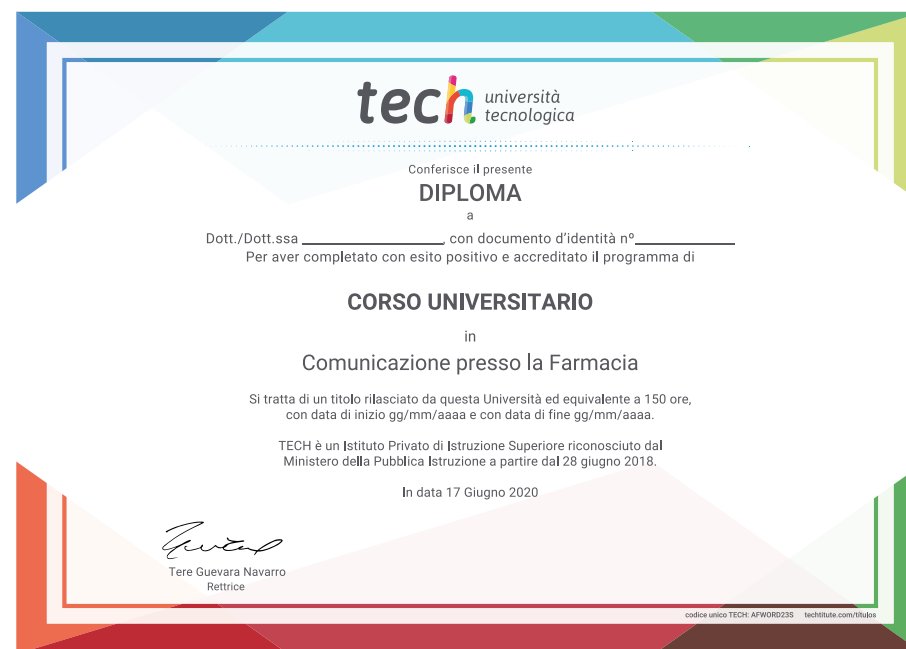 tech università
tecnologica
Conferisce il presente
DIPLOMA
a
Dott./Dott.ssa ____________________, con documento d'identità nº______________
Per aver completato con esito positivo e accreditato il programma di
CORSO UNIVERSITARIO
in
Comunicazione presso la Farmacia
Si tratta di un titolo rilasciato da questa Università ed equivalente a 150 ore,
con data di inizio gg/mm/aaaa e con data di fine gg/mm/aaaa.
TECH è un Istituto Privato di Istruzione Superiore riconosciuto dal
Ministero della Pubblica Istruzione a partire dal 28 giugno 2018.
In data 17 Giugno 2020
Tere Guevara Navarro
Rettrice
codice unico TECH: AFWORD23S techtitute.com/títulos